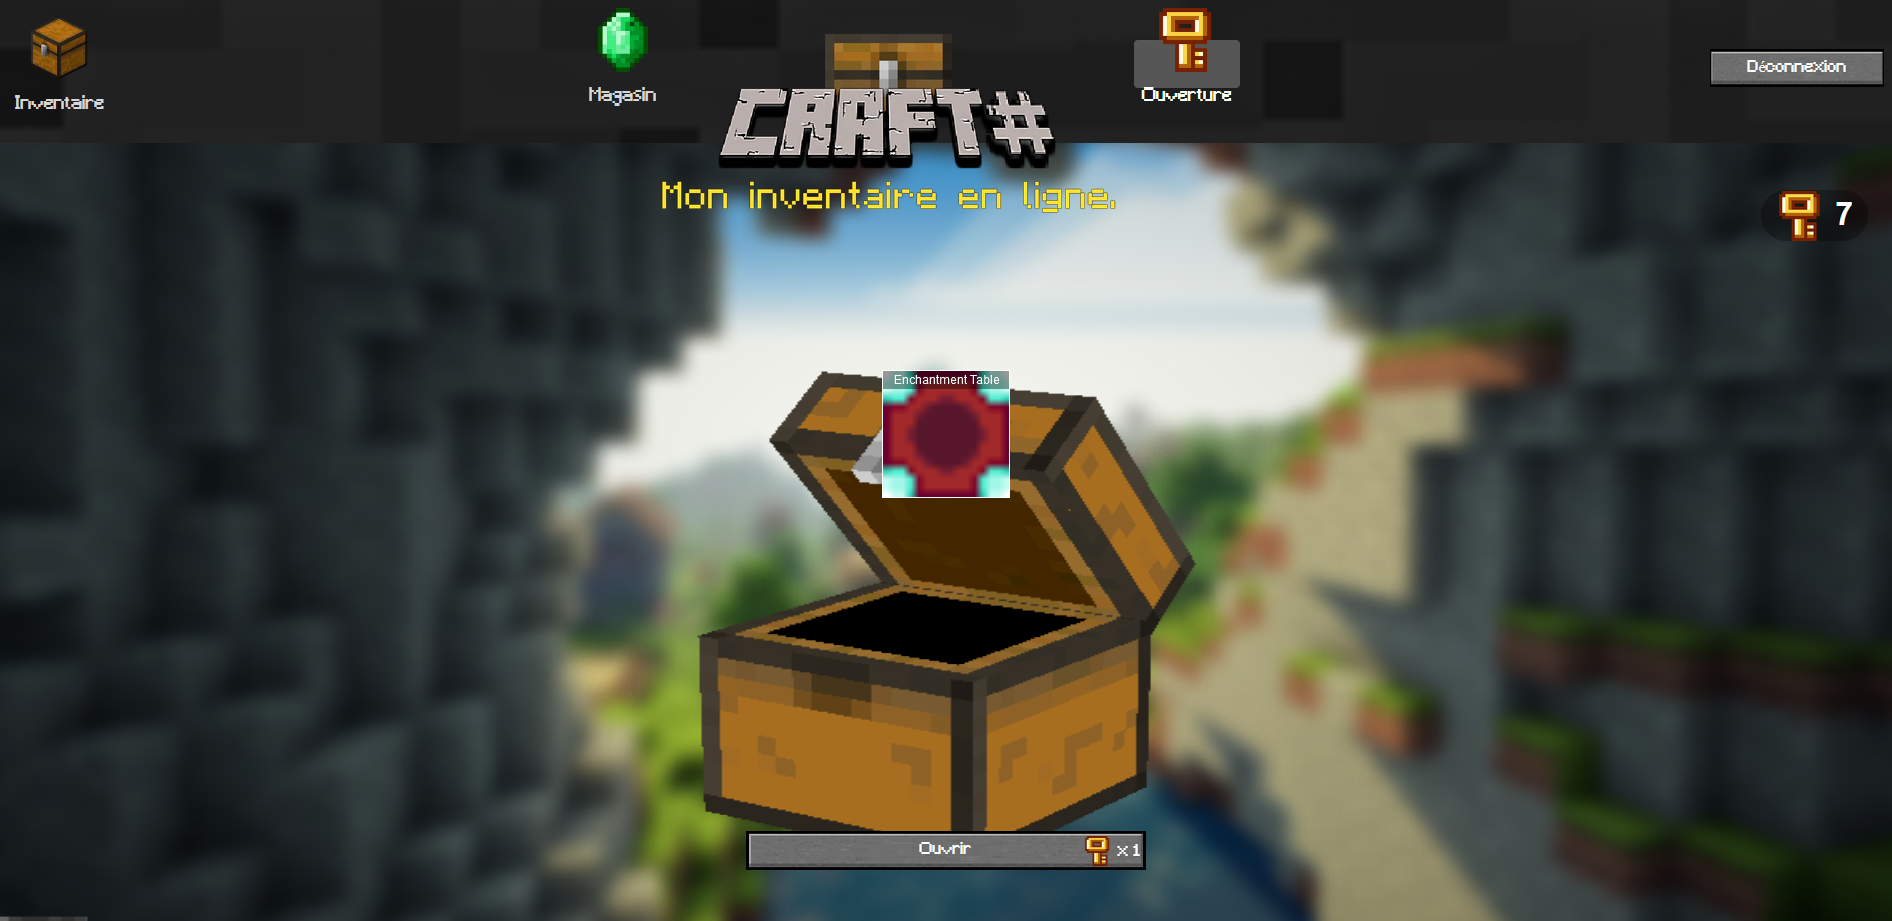 Inventaire
Magasin
CRAFT#
Ouverture
Déconnexion
Mon inventaire en ligne.
7
Enchantment Table
Ouvrir
x 1